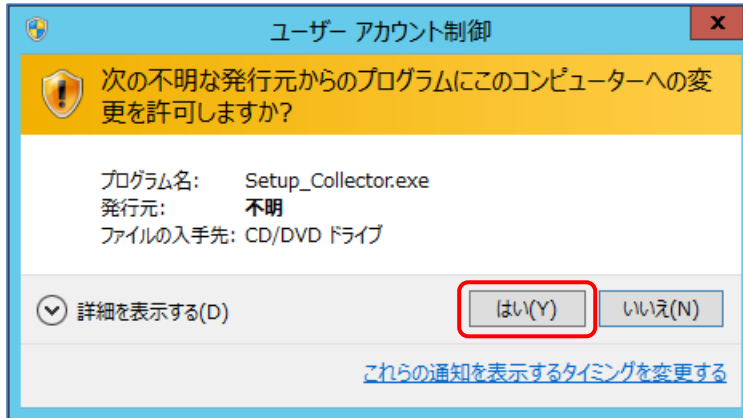 ユーザー アカウント制御
x
次の不明な発行元からのプログラムにこのコンピューターへの変
更を許可しますか?
プログラム名: Setup_Collector.exe
発行元: 不明
ファイルの入手先: CD/DVD ドライブ
詳細を表示する(D)
はい(Y)
いいえ(N)
これらの通知を表示するタイミングを変更する